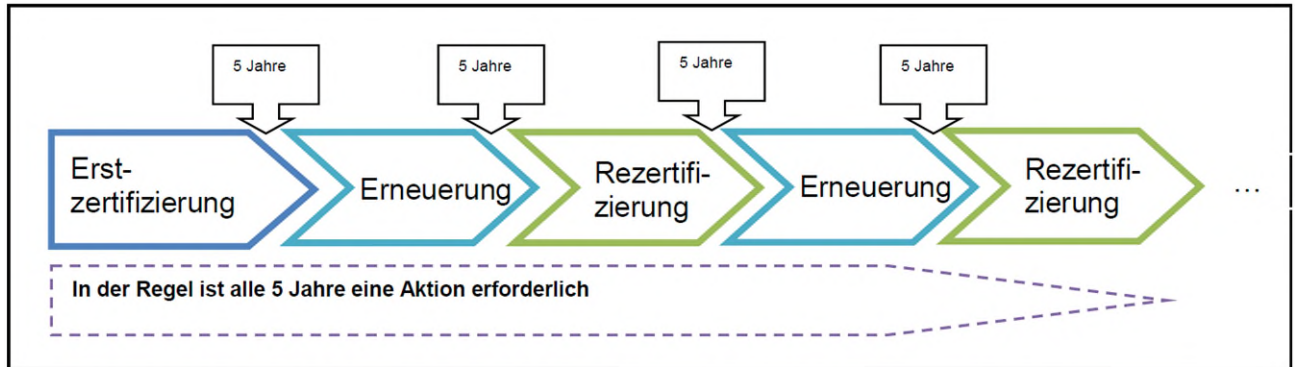 5 Jahre
5 Jahre
5 Jahre
5 Jahre
Erst-
zertifizierung
Erneuerung
Rezertifi-
zierung
Erneuerung
Rezertifi-
zierung
...
In der Regel ist alle 5 Jahre eine Aktion erforderlich